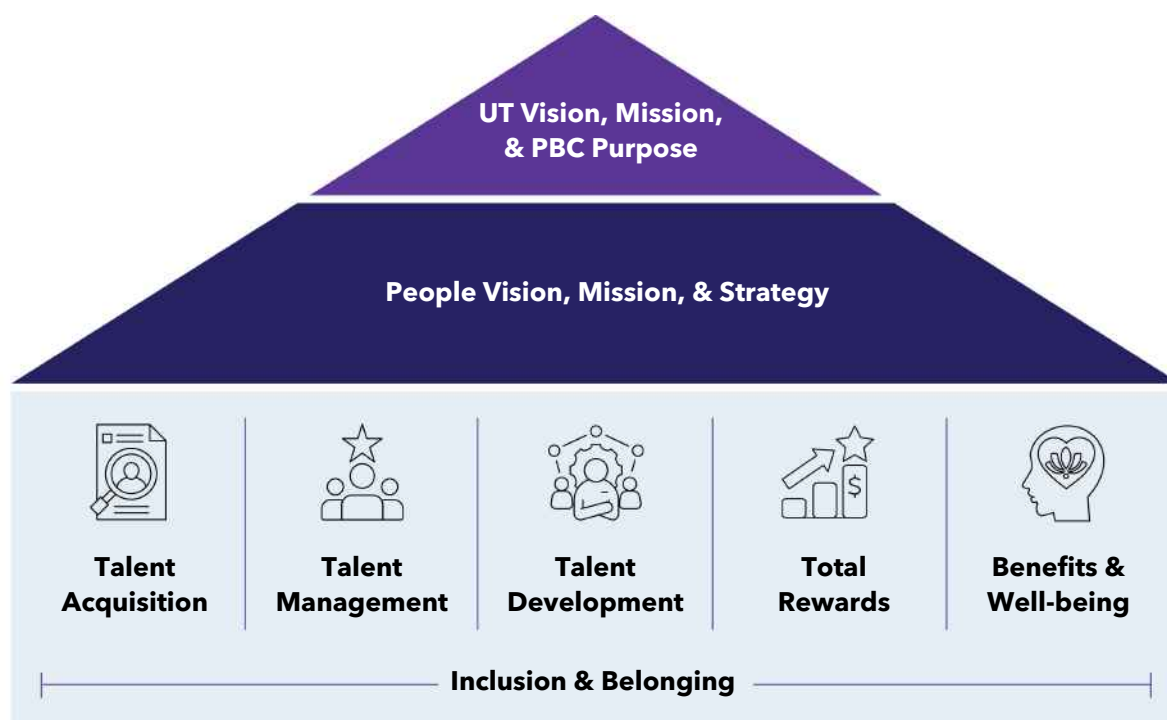 UT Vision, Mission,
& PBC Purpose
People Vision, Mission, & Strategy
$
Talent
Acquisition
Talent
Management
Talent
Development
Total
Rewards
Benefits &
Well-being
Inclusion & Belonging